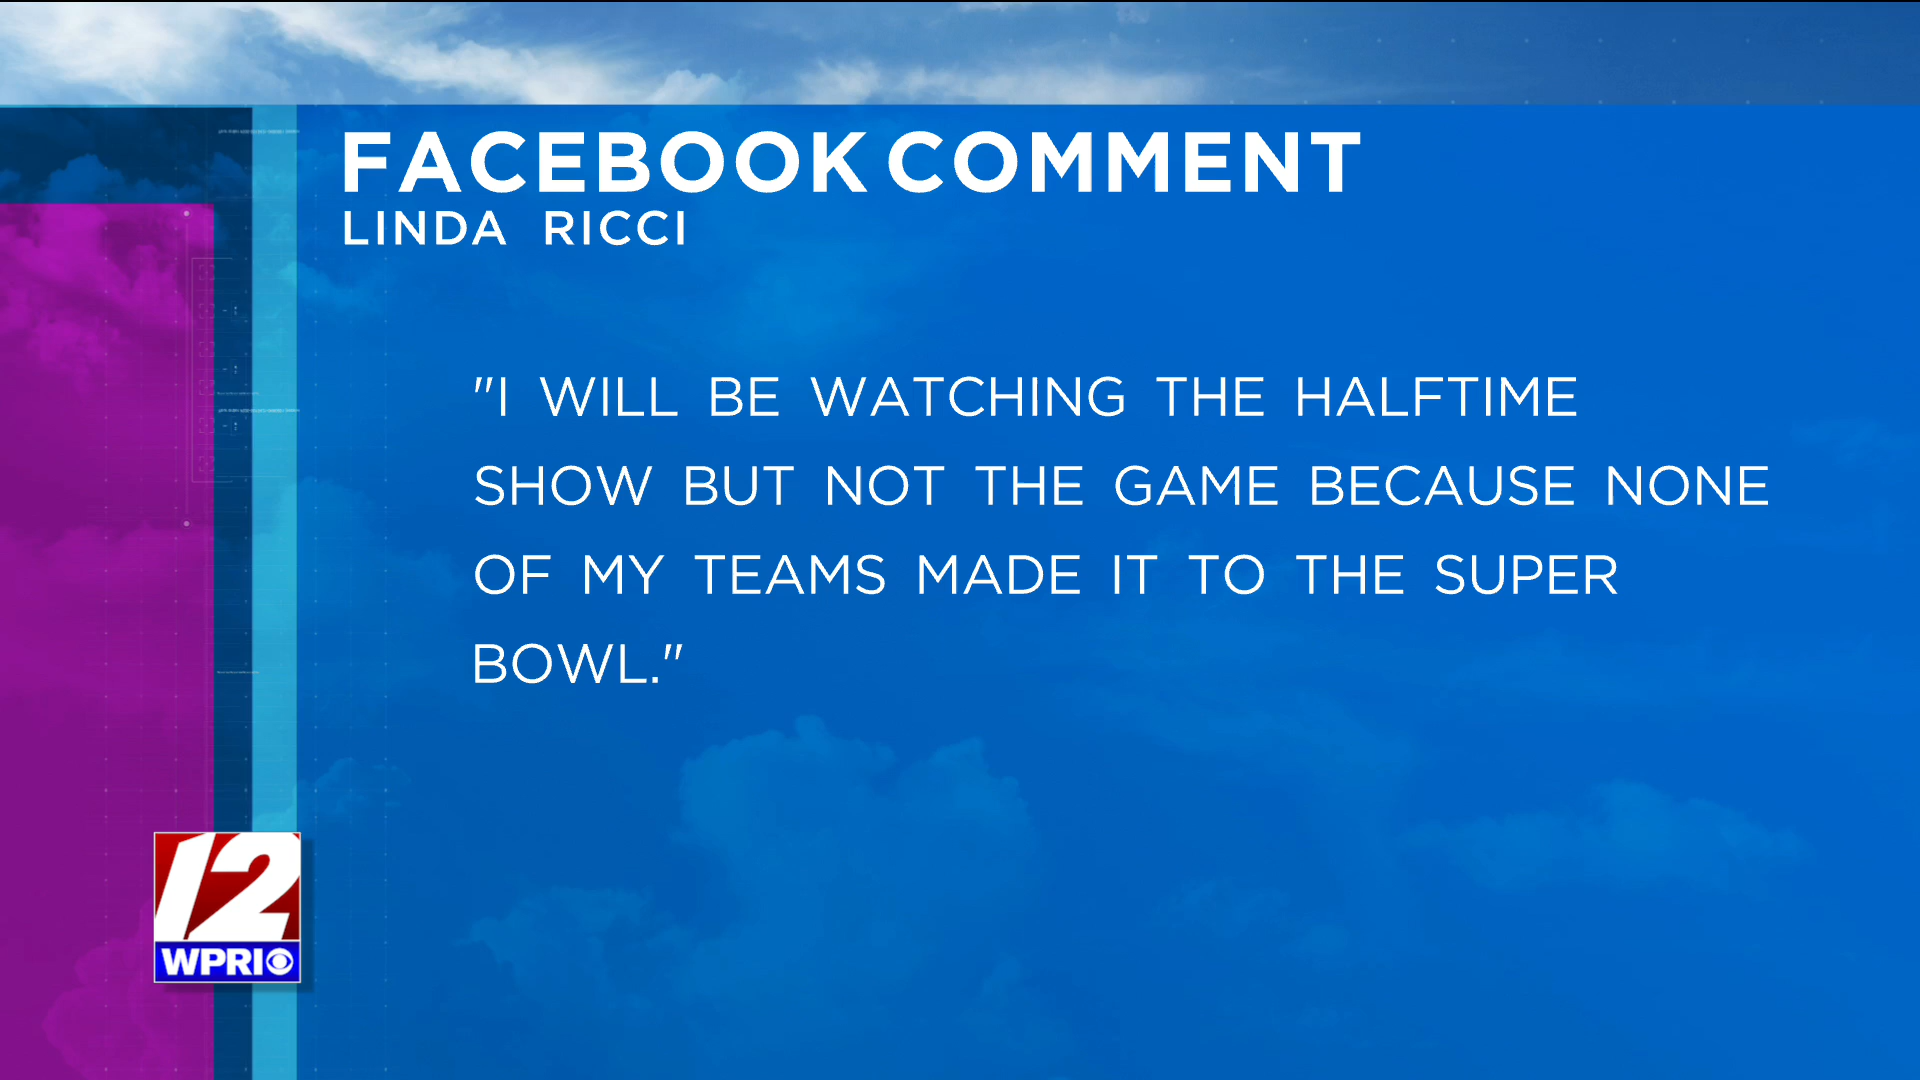 FACEBOOK COMMENT
LINDA RICCI
"I WILL BE WATCHING THE HALFTIME
SHOW BUT NOT THE GAME BECAUSE NONE
OF MY TEAMS MADE IT TO THE SUPER
BOWL."
12
WPRI